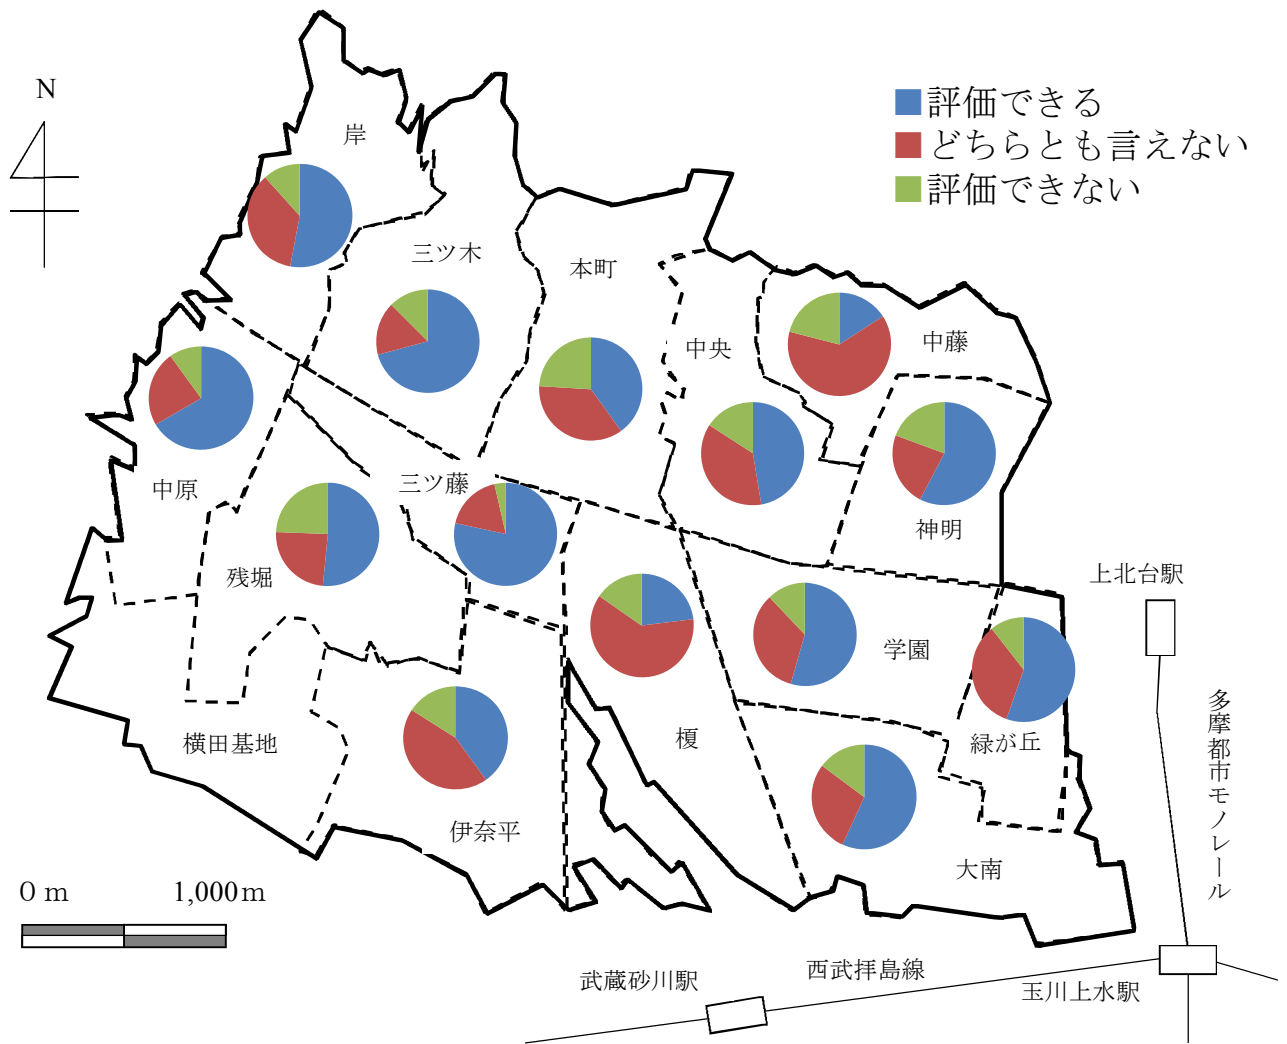 N
評価できる
どちらとも言えない
評価できない
岸
三ツ木
本町
中央
中藤
中原
三ツ藤
神明
残堀
上北台駅
学園
緑が丘
榎
横田基地
多摩都市モノレール
伊奈平
大南
0 m
1,000m
武蔵砂川駅
西武拝島線
玉川上水駅